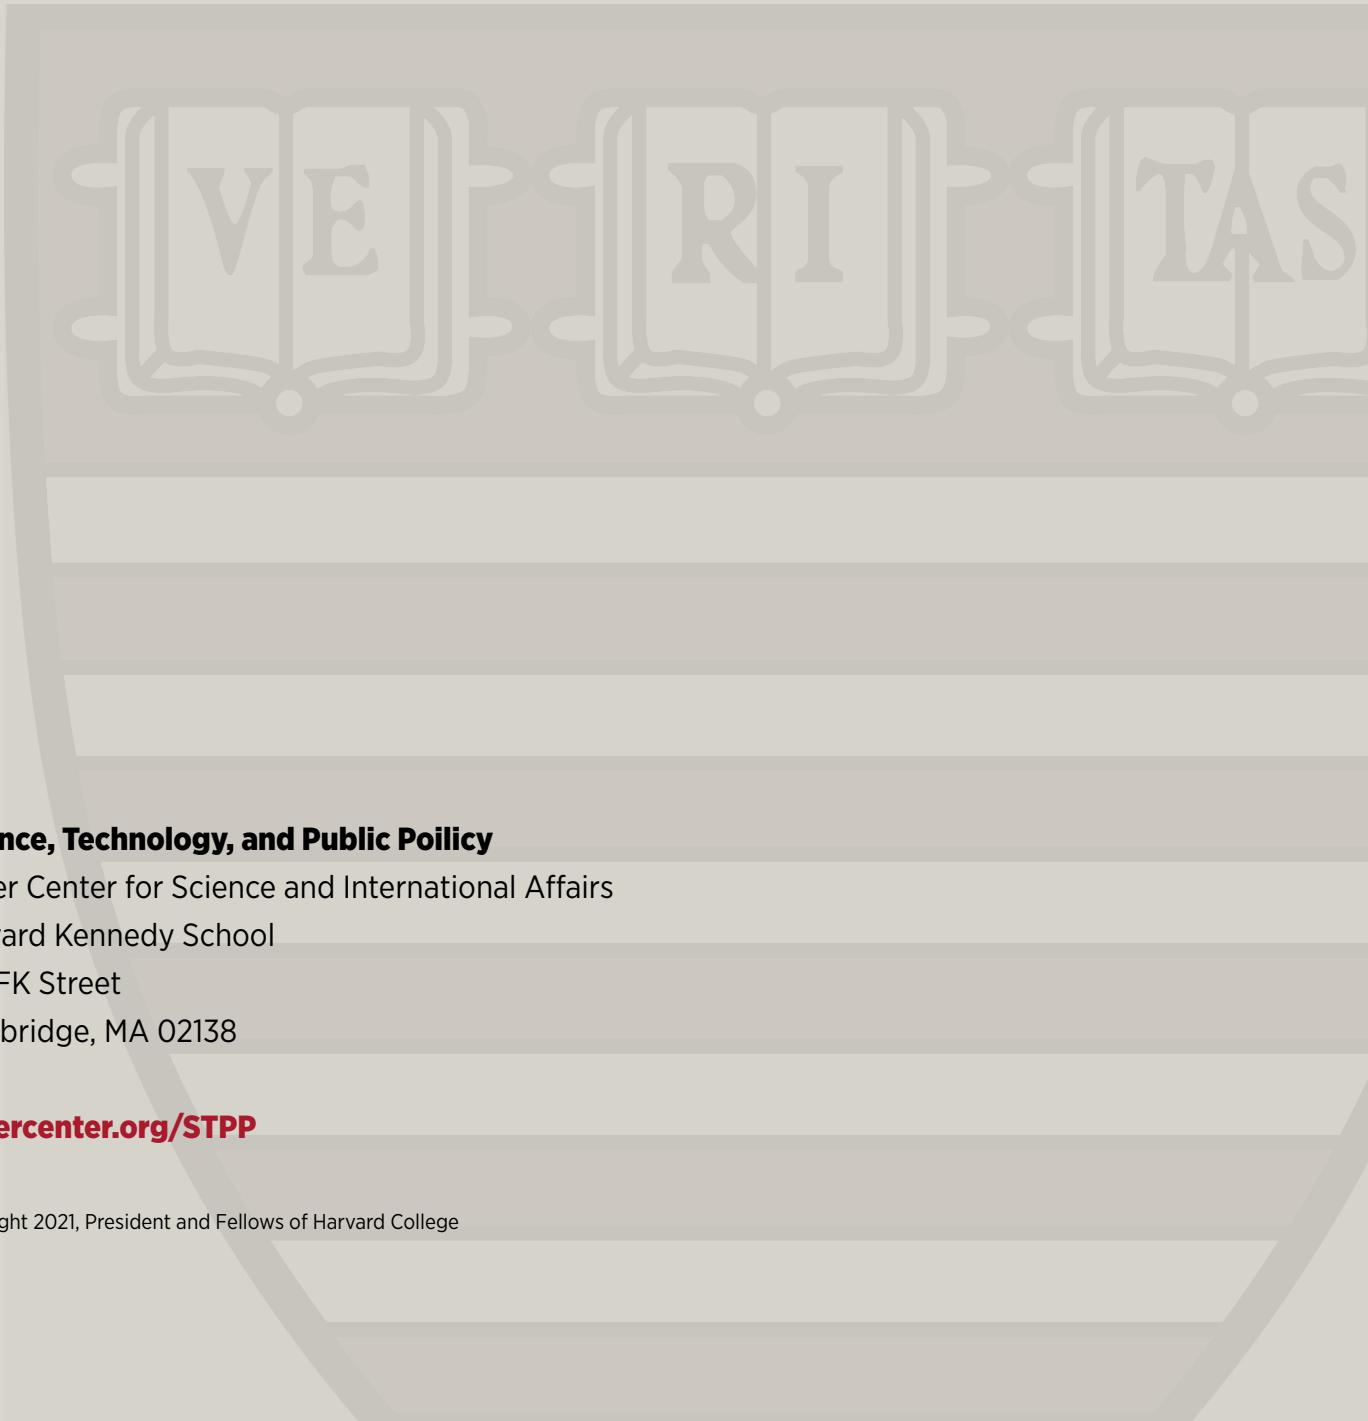 VE RI TAS
nce, Technology, and Public Poilicy
er Center for Science and International Affairs
ard Kennedy School
FK Street
bridge, MA 02138
ercenter.org/STPP
ght 2021, President and Fellows of Harvard College